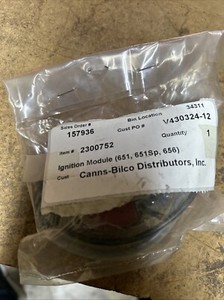 34311
Sales Order # Bin Location
157936 Cust PO # V430324-12
Item # 2300752 Quantity
1
Ignition Module (651, 651Sp, 656)
Cust Canns-Bilco Distributors, Inc.